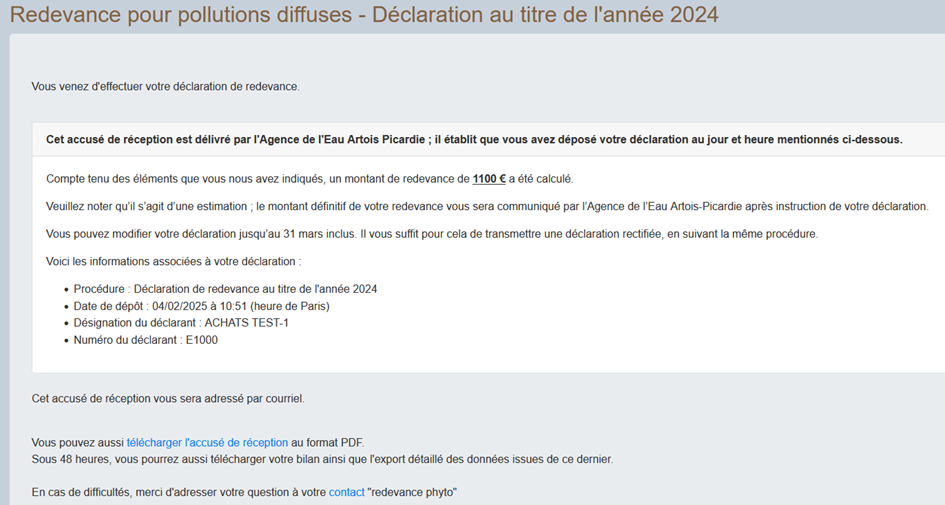 Redevance pour pollutions diffuses - Déclaration au titre de l'année 2024
Vous venez d'effectuer votre déclaration de redevance.
Cet accusé de réception est délivré par l'Agence de l'Eau Artois Picardie ; il établit que vous avez déposé votre déclaration au jour et heure mentionnés ci-dessous.
Compte tenu des éléments que vous nous avez indiqués, un montant de redevance de 1100 € a été calculé.
Veuillez noter qu'il s'agit d'une estimation ; le montant définitif de votre redevance vous sera communiqué par l'Agence de l'Eau Artois-Picardie après instruction de votre déclaration.
Vous pouvez modifier votre déclaration jusqu'au 31 mars inclus. Il vous suffit pour cela de transmettre une déclaration rectifiée, en suivant la même procédure.
Voici les informations associées à votre déclaration :
• Procédure : Déclaration de redevance au titre de l'année 2024
• Date de dépôt : 04/02/2025 à 10:51 (heure de Paris)
• Désignation du déclarant : ACHATS TEST-1
• Numéro du déclarant : E1000
Cet accusé de réception vous sera adressé par courriel.
Vous pouvez aussi télécharger l'accusé de réception au format PDF.
Sous 48 heures, vous pourrez aussi télécharger votre bilan ainsi que l'export détaillé des données issues de ce dernier.
En cas de difficultés, merci d'adresser votre question à votre contact "redevance phyto"